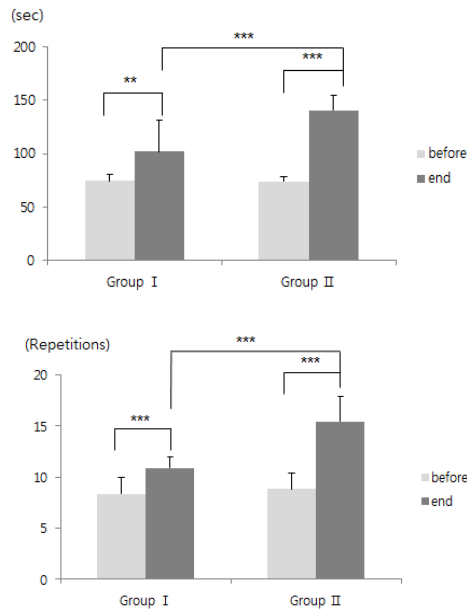 (sec)
***
200
**
***
150
before
100
end
50
0
Group Ⅰ
Group Ⅱ
(Repetitions)
***
20
***
***
15
10
before
end
5
0
Group Ⅰ
Group Ⅱ